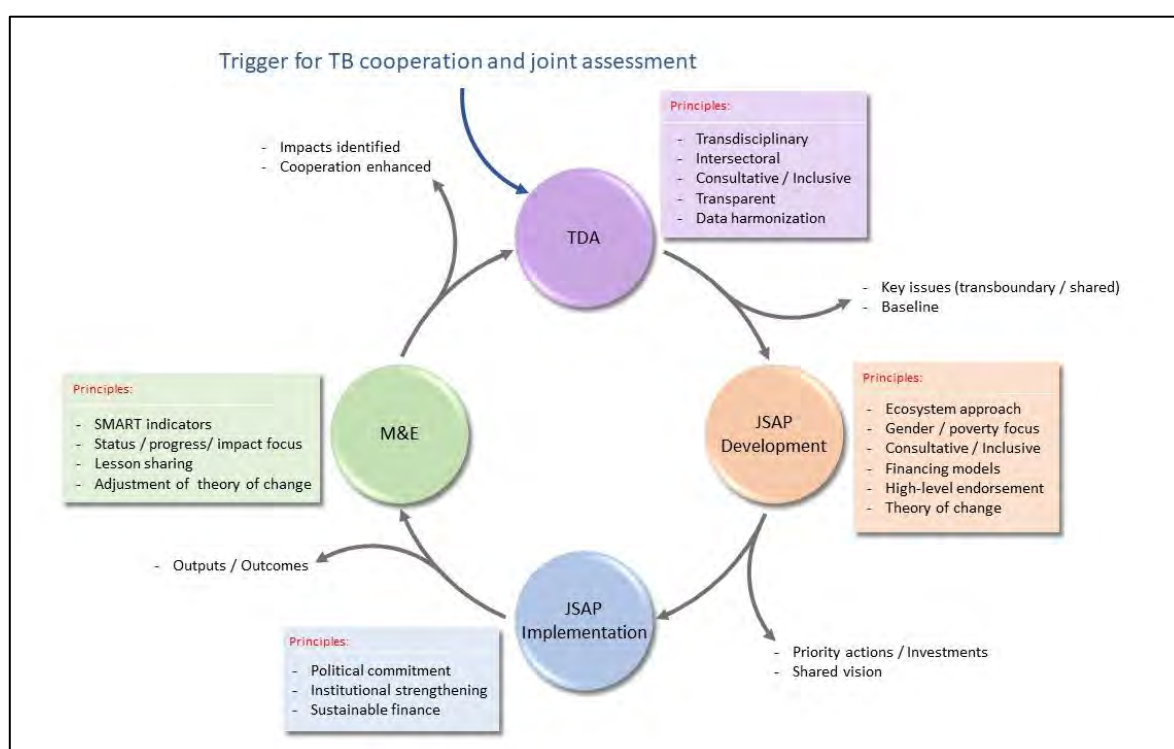 Trigger for TB cooperation and joint assessment
Principles:
- Transdisciplinary
- Intersectoral
- Consultative / Inclusive
- Transparent
- Data harmonization
- Impacts identified
- Cooperation enhanced
TDA
- Key issues (transboundary / shared)
- Baseline
Principles:
- SMART indicators
- Status / progress/ impact focus
- Lesson sharing
- Adjustment of theory of change
M&E
JSAP
Development
Principles:
- Ecosystem approach
- Gender / poverty focus
- Consultative / Inclusive
- Financing models
- High-level endorsement
- Theory of change
- Outputs / Outcomes
JSAP
Implementation
Principles:
- Political commitment
- Institutional strengthening
- Sustainable finance
- Priority actions / Investments
- Shared vision